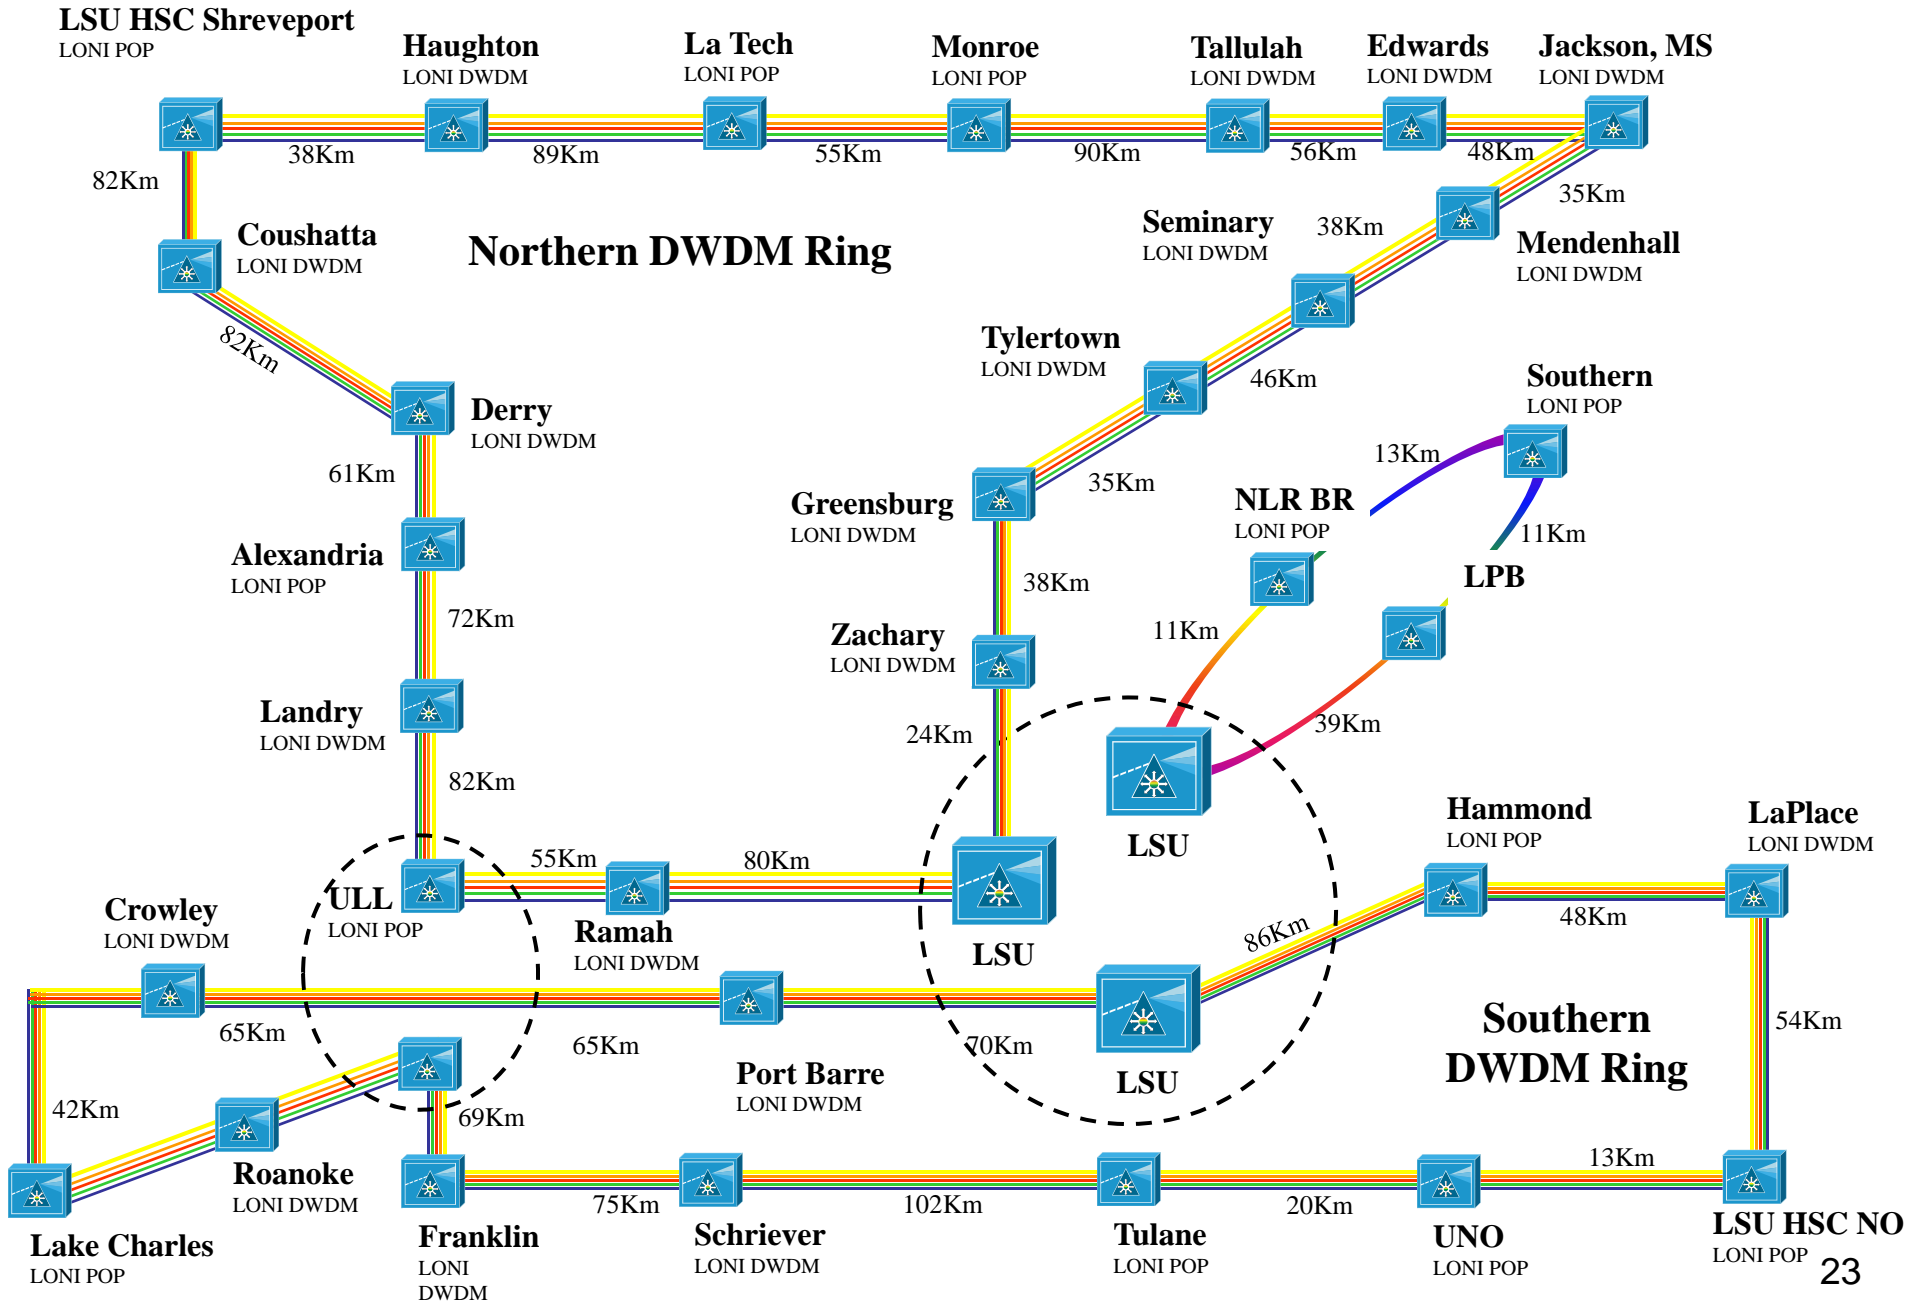 LSU HSC Shreveport
LONI POP
Haughton
LONI DWDM
La Tech
LONI POP
Monroe
LONI POP
Tallulah
LONI DWDM
Edwards
LONI DWDM
Jackson, MS
LONI DWDM
38Km
89Km
55Km
90Km
56Km
48Km
82Km
35Km
Coushatta
LONI DWDM
Northern DWDM Ring
Seminary
LONI DWDM
38Km
Mendenhall
LONI DWDM
82Km
Tylertown
LONI DWDM
46Km
Southern
LONI POP
Derry
LONI DWDM
61Km
35Km
13Km
Greensburg
LONI DWDM
NLR BR
LONI POP
11Km
Alexandria
LONI POP
38Km
LPB
72Km
Zachary
LONI DWDM
11Km
Landry
LONI DWDM
24Km
39Km
82Km
LSU
Hammond
LONI POP
LaPlace
LONI DWDM
55Km
80Km
ULL
LONI POP
Crowley
LONI DWDM
Ramah
LONI DWDM
LSU
86Km
48Km
65Km
65Km
70Km
Southern
DWDM Ring
54Km
Port Barre
LONI DWDM
LSU
42Km
69Km
Roanoke
LONI DWDM
75Km
102Km
20Km
13Km
Lake Charles
LONI POP
Franklin
LONI
DWDM
Schriever
LONI DWDM
Tulane
LONI POP
UNO
LONI POP
LSU HSC NO
LONI POP
23